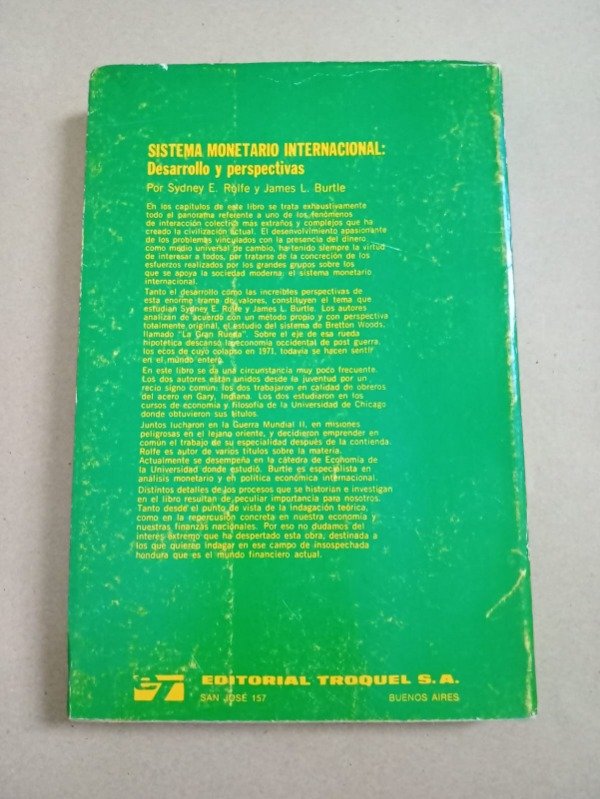 SISTEMA MONETARIO INTERNACIONAL:
Desarrollo y perspectivas
Por Sydney E. Rolfe y James L. Burtle
En los capítulos de este libro se trata exhaustivamente
todo el panorama referente a uno de los fenómenos
de interacción colectiva más extraños y complejos que ha
creado la civilización actual. El desenvolvimiento apasionante
de los problemas vinculados con la presencia del dinero
como medio universal de cambio, ha tenido siempre la virtud
de interesar a todos, por tratarse de la concreción de los
esfuerzos realizados por los grandes grupos sobre los
que se apoya la sociedad moderna; el sistema monetario
internacional.
Tanto el desarrollo como las increíbles perspectivas de
esta enorme trama de valores, constituyen el tema que
estudian Sydney E. Rolfe y James L. Burtle. Los autores
analizan de acuerdo con un método propio y con perspectiva
totalmente original, el estudio del sistema de Bretton Woods,
llamado "La Gran Rueda". Sobre el eje de esa rueda
hipotética descansó la economía occidental de post guerra,
los ecos de cuyo colapso en 1971, todavía se hacen sentir
en el mundo entero.
En este libro se da una circunstancia muy poco frecuente.
Los dos autores están unidos desde la juventud por un
recio signo común: los dos trabajaron en calidad de obreros
del acero en Gary, Indiana. Los dos estudiaron en los
cursos de economía y filosofía de la Universidad de Chicago
donde obtuvieron sus títulos.
Juntos lucharon en la Guerra Mundial II, en misiones
peligrosas en el lejano oriente, y decidieron emprender en
común el trabajo de su especialidad después de la contienda.
Rolfe es autor de varios títulos sobre la materia.
Actualmente se desempeña en la cátedra de Economía de
la Universidad donde estudió. Burtle es especialista en
análisis monetario y en política económica internacional.
Distintos detalles de los procesos que se historian e investigan
en el libro resultan de peculiar importancia para nosotros.
Tanto desde el punto de vista de la indagación teórica,
como en la repercusión concreta en nuestra economía y
nuestras finanzas nacionales. Por eso no dudamos del
interés extremo que ha despertado esta obra, destinada a
los que quieren indagar en ese campo de insospechada
hondura que es el mundo financiero actual.
ET EDITORIAL TROQUEL S.A.
SAN JOSÉ 157 BUENOS AIRES